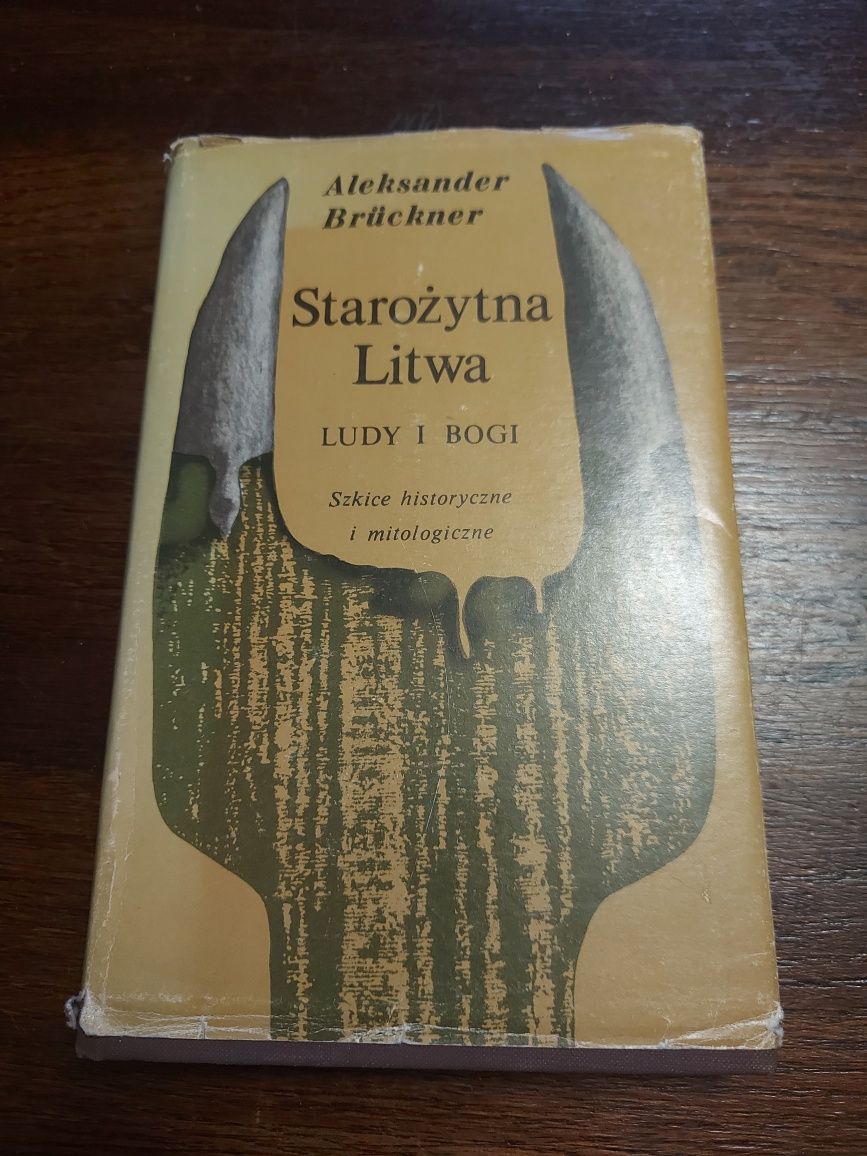 Aleksander
Brückner
Starożytna
Litwa
LUDY I BOGI
Szkice historyczne
i mitologiczne